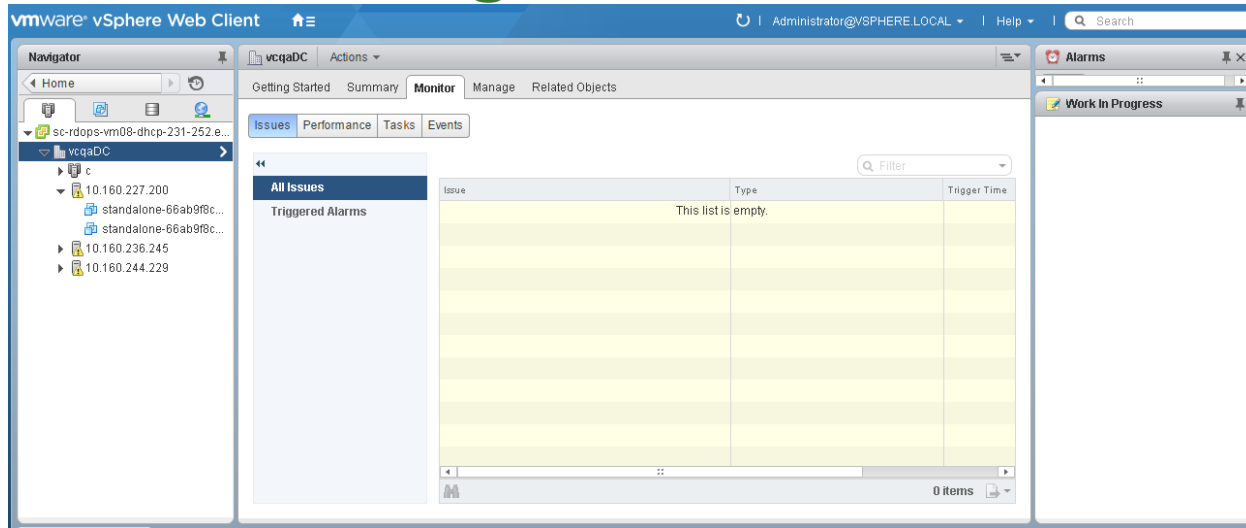 vmware® vSphere Web Client
Administrator@VSPHERE.LOCAL
Help
Search
Navigator
Home
sc-rdops-vm08-dhcp-231-252.e...
vcqaDC
c
10.160.227.200
standalone-66ab9f8c...
standalone-66ab9f8c...
10.160.236.245
10.160.244.229
vcqaDC Actions
Getting Started Summary Monitor Manage Related Objects
Issues Performance Tasks Events
All Issues
Triggered Alarms
Filter
Issue Type Trigger Time
This list is empty.
0 items
Alarms
Work In Progress